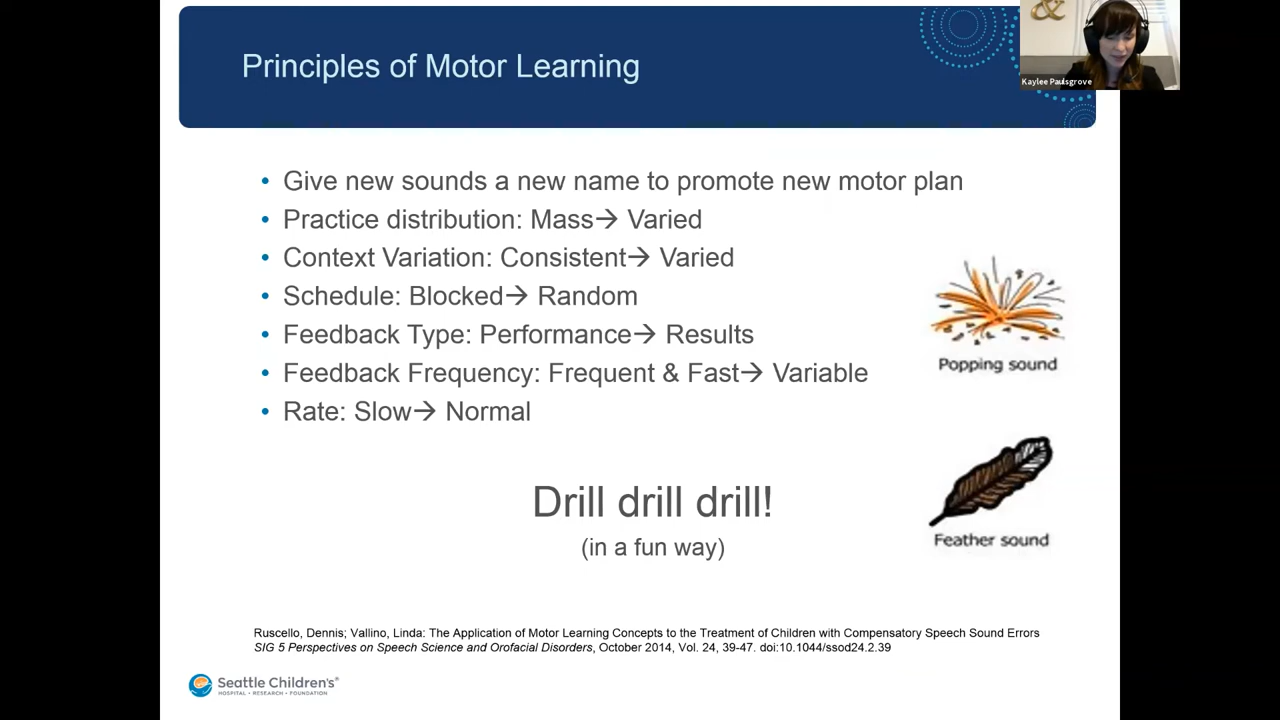 Principles of Motor Learning
&
Kaylee Paulsgrove
• Give new sounds a new name to promote new motor plan
• Practice distribution: Mass→ Varied
• Context Variation: Consistent→ Varied
• Schedule: Blocked→ Random
• Feedback Type: Performance→ Results
• Feedback Frequency: Frequent & Fast→ Variable
• Rate: Slow→ Normal
Popping sound
Feather sound
Drill drill drill!
(in a fun way)
Ruscello, Dennis; Vallino, Linda: The Application of Motor Learning Concepts to the Treatment of Children with Compensatory Speech Sound Errors
SIG 5 Perspectives on Speech Science and Orofacial Disorders, October 2014, Vol. 24, 39-47. doi:10.1044/ssod24.2.39
Seattle Children's®
HOSPITAL • RESEARCH • FOUNDATION